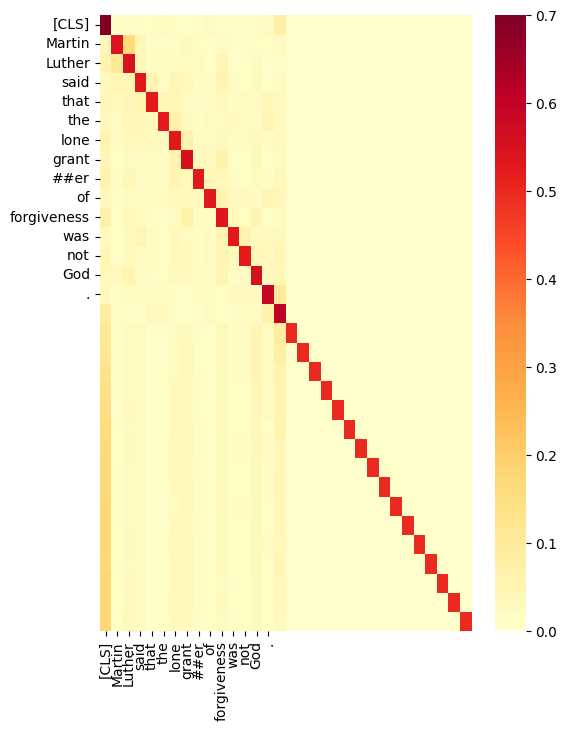 [CLS]
Martin
Luther
said
that
the
lone
grant
##er
of
forgiveness
was
not
God
.
0.7
0.6
0.5
0.4
0.3
0.2
0.1
0.0
[CLS]
Martin
Luther
said
that
the
lone
grant
##er
of
forgiveness
was
not
God
.